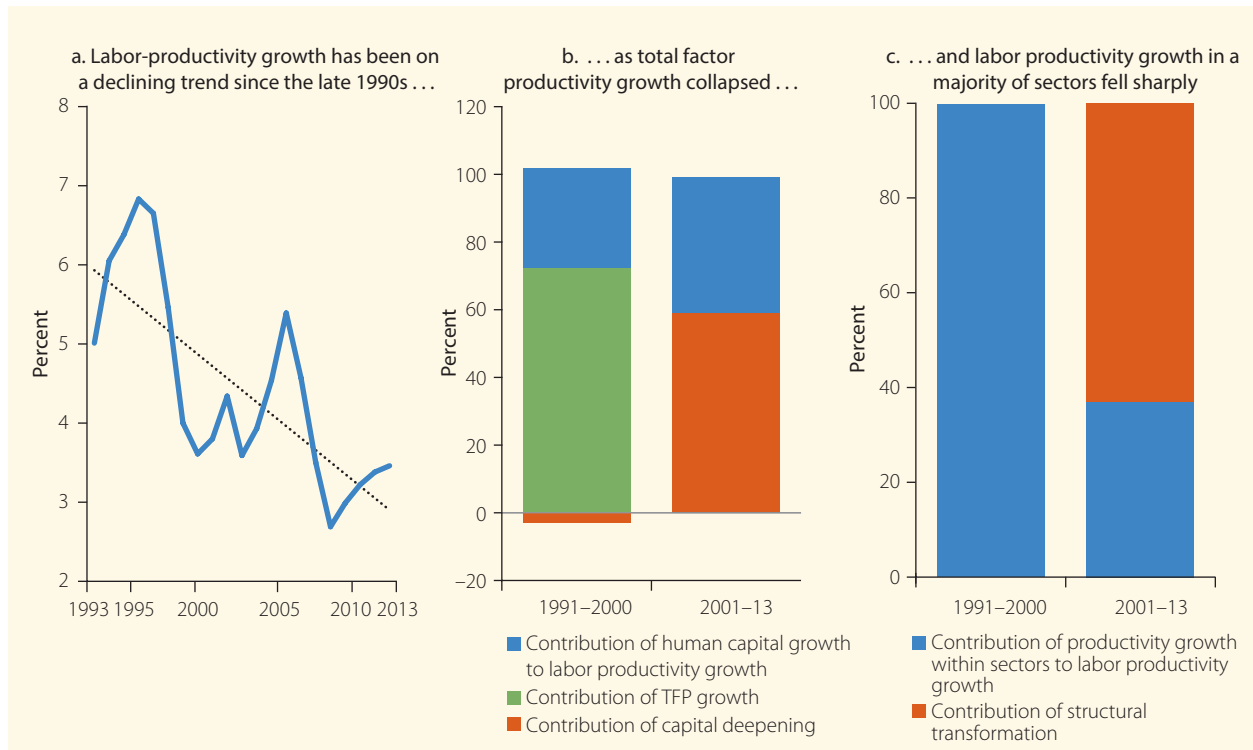 a. Labor-productivity growth has been on
a declining trend since the late 1990s . . .
8
7
6
5
4
3
2
Percent
1993 1995 2000 2005 2010 2013
b. . . . as total factor
productivity growth collapsed . . .
120
100
80
60
40
20
0
–20
Percent
1991–2000 2001–13
Contribution of human capital growth
to labor productivity growth
Contribution of TFP growth
Contribution of capital deepening
c. . . . and labor productivity growth in a
majority of sectors fell sharply
100
80
60
40
20
0
Percent
1991–2000 2001–13
Contribution of productivity growth
within sectors to labor productivity
growth
Contribution of structural
transformation